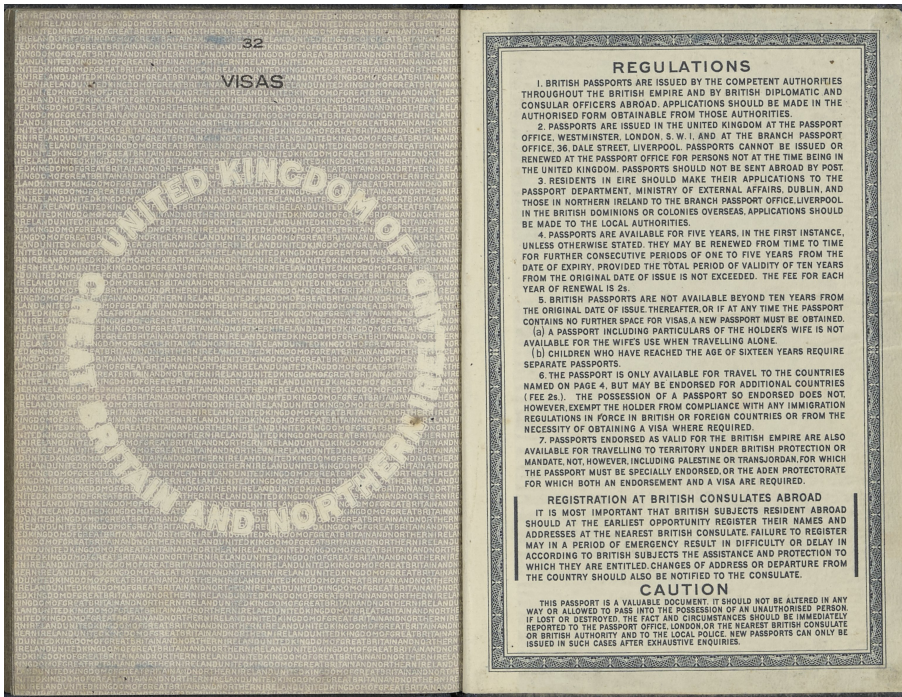 32
VISAS
UNITED KINGDOM OF GREAT BRITAIN AND NORTHERN IRELAND
REGULATIONS
1. BRITISH PASSPORTS ARE ISSUED BY THE COMPETENT AUTHORITIES
THROUGHOUT THE BRITISH EMPIRE AND BY BRITISH DIPLOMATIC AND
CONSULAR OFFICERS ABROAD. APPLICATIONS SHOULD BE MADE IN THE
AUTHORISED FORM OBTAINABLE FROM THOSE AUTHORITIES.
2. PASSPORTS ARE ISSUED IN THE UNITED KINGDOM AT THE PASSPORT
OFFICE, WESTMINSTER, LONDON, S.W.1, AND AT THE BRANCH PASSPORT
OFFICE, 36, DALE STREET, LIVERPOOL. PASSPORTS CANNOT BE ISSUED OR
RENEWED AT THE PASSPORT OFFICE FOR PERSONS NOT AT THE TIME BEING IN
THE UNITED KINGDOM. PASSPORTS SHOULD NOT BE SENT ABROAD BY POST.
3. RESIDENTS IN EIRE SHOULD MAKE THEIR APPLICATIONS TO THE
PASSPORT DEPARTMENT, MINISTRY OF EXTERNAL AFFAIRS, DUBLIN, AND
THOSE IN NORTHERN IRELAND TO THE BRANCH PASSPORT OFFICE, LIVERPOOL.
IN THE BRITISH DOMINIONS OR COLONIES OVERSEAS, APPLICATIONS SHOULD
BE MADE TO THE LOCAL AUTHORITIES.
4. PASSPORTS ARE AVAILABLE FOR FIVE YEARS, IN THE FIRST INSTANCE,
UNLESS OTHERWISE STATED. THEY MAY BE RENEWED FROM TIME TO TIME
FOR FURTHER CONSECUTIVE PERIODS OF ONE TO FIVE YEARS FROM THE
DATE OF EXPIRY, PROVIDED THE TOTAL PERIOD OF VALIDITY OF TEN YEARS
FROM THE ORIGINAL DATE OF ISSUE IS NOT EXCEEDED. THE FEE FOR EACH
YEAR OF RENEWAL IS 2s.
5. BRITISH PASSPORTS ARE NOT AVAILABLE BEYOND TEN YEARS FROM
THE ORIGINAL DATE OF ISSUE. THEREAFTER, OR IF AT ANY TIME THE PASSPORT
CONTAINS NO FURTHER SPACE FOR VISAS, A NEW PASSPORT MUST BE OBTAINED.
(a) A PASSPORT INCLUDING PARTICULARS OF THE HOLDER'S WIFE IS NOT
AVAILABLE FOR THE WIFE'S USE WHEN TRAVELLING ALONE.
(b) CHILDREN WHO HAVE REACHED THE AGE OF SIXTEEN YEARS REQUIRE
SEPARATE PASSPORTS.
6. THE PASSPORT IS ONLY AVAILABLE FOR TRAVEL TO THE COUNTRIES
NAMED ON PAGE 4, BUT MAY BE ENDORSED FOR ADDITIONAL COUNTRIES
(FEE 2s.). THE POSSESSION OF A PASSPORT SO ENDORSED DOES NOT,
HOWEVER, EXEMPT THE HOLDER FROM COMPLIANCE WITH ANY IMMIGRATION
REGULATIONS IN FORCE IN BRITISH OR FOREIGN COUNTRIES OR FROM THE
NECESSITY OF OBTAINING A VISA WHERE REQUIRED.
7. PASSPORTS ENDORSED AS VALID FOR THE BRITISH EMPIRE ARE ALSO
AVAILABLE FOR TRAVELLING TO TERRITORY UNDER BRITISH PROTECTION OR
MANDATE, NOT, HOWEVER, INCLUDING PALESTINE OR TRANSJORDAN, FOR WHICH
THE PASSPORT MUST BE SPECIALLY ENDORSED, OR THE ADEN PROTECTORATE
FOR WHICH BOTH AN ENDORSEMENT AND A VISA ARE REQUIRED.
REGISTRATION AT BRITISH CONSULATES ABROAD
IT IS MOST IMPORTANT THAT BRITISH SUBJECTS RESIDENT ABROAD
SHOULD AT THE EARLIEST OPPORTUNITY REGISTER THEIR NAMES AND
ADDRESSES AT THE NEAREST BRITISH CONSULATE. FAILURE TO REGISTER
MAY IN A PERIOD OF EMERGENCY RESULT IN DIFFICULTY OR DELAY IN
ACCORDING TO BRITISH SUBJECTS THE ASSISTANCE AND PROTECTION TO
WHICH THEY ARE ENTITLED. CHANGES OF ADDRESS OR DEPARTURE FROM
THE COUNTRY SHOULD ALSO BE NOTIFIED TO THE CONSULATE.
CAUTION
THIS PASSPORT IS A VALUABLE DOCUMENT. IT SHOULD NOT BE ALTERED IN ANY
WAY OR ALLOWED TO PASS INTO THE POSSESSION OF AN UNAUTHORISED PERSON.
IF LOST OR DESTROYED, THE FACT AND CIRCUMSTANCES SHOULD BE IMMEDIATELY
REPORTED TO THE PASSPORT OFFICE, LONDON, OR THE NEAREST BRITISH CONSULATE
OR BRITISH AUTHORITY AND TO THE LOCAL POLICE. NEW PASSPORTS CAN ONLY BE
ISSUED IN SUCH CASES AFTER EXHAUSTIVE ENQUIRIES.